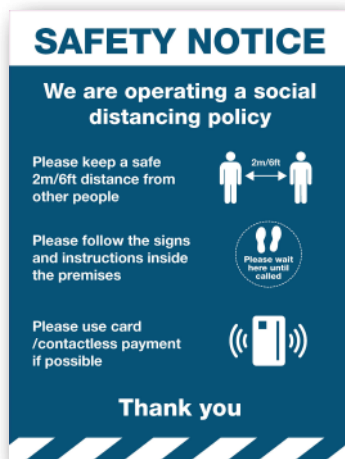 SAFETY NOTICE
We are operating a social
distancing policy
Please keep a safe
2m/6ft distance from
other people
2m/6ft
Please follow the signs
and instructions inside
the premises
Please wait
here until
called
Please use card
/contactless payment
if possible
Thank you